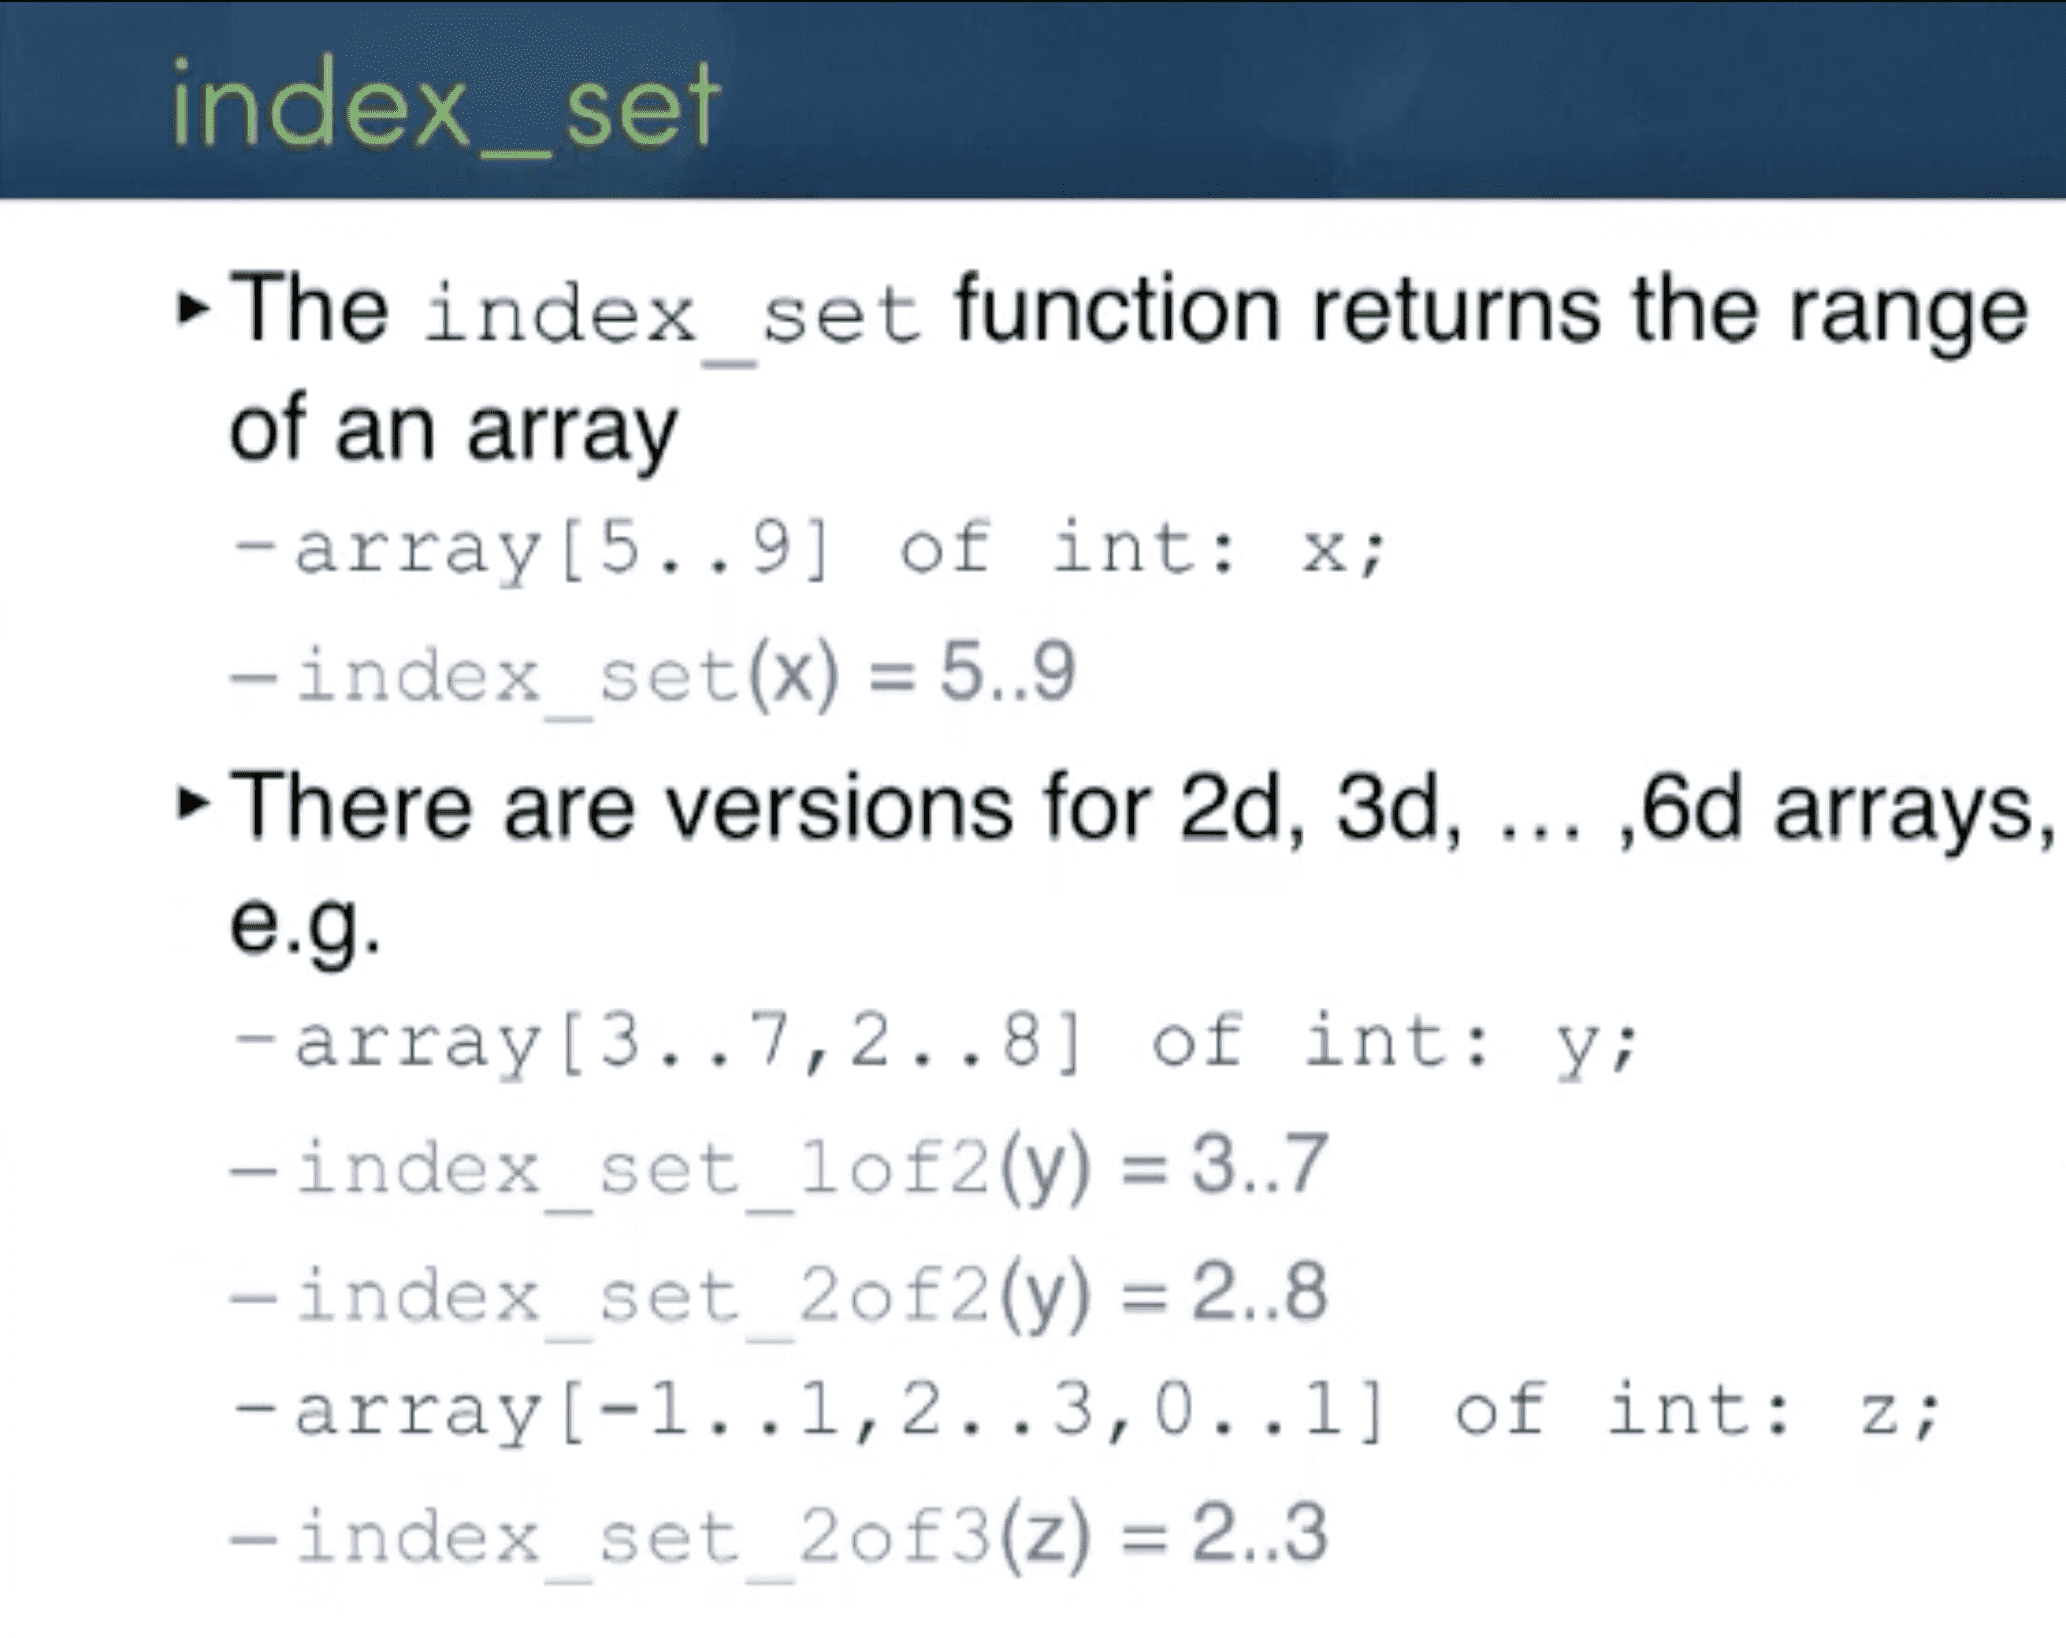 index_set
▸ The index_set function returns the range
of an array
– array[5..9] of int: x;
– index_set(x) = 5..9
▸ There are versions for 2d, 3d, ... ,6d arrays,
e.g.
– array[3..7,2..8] of int: y;
– index_set_1of2(y) = 3..7
– index_set_2of2(y) = 2..8
– array[-1..1,2..3,0..1] of int: z;
– index_set_2of3(z) = 2..3